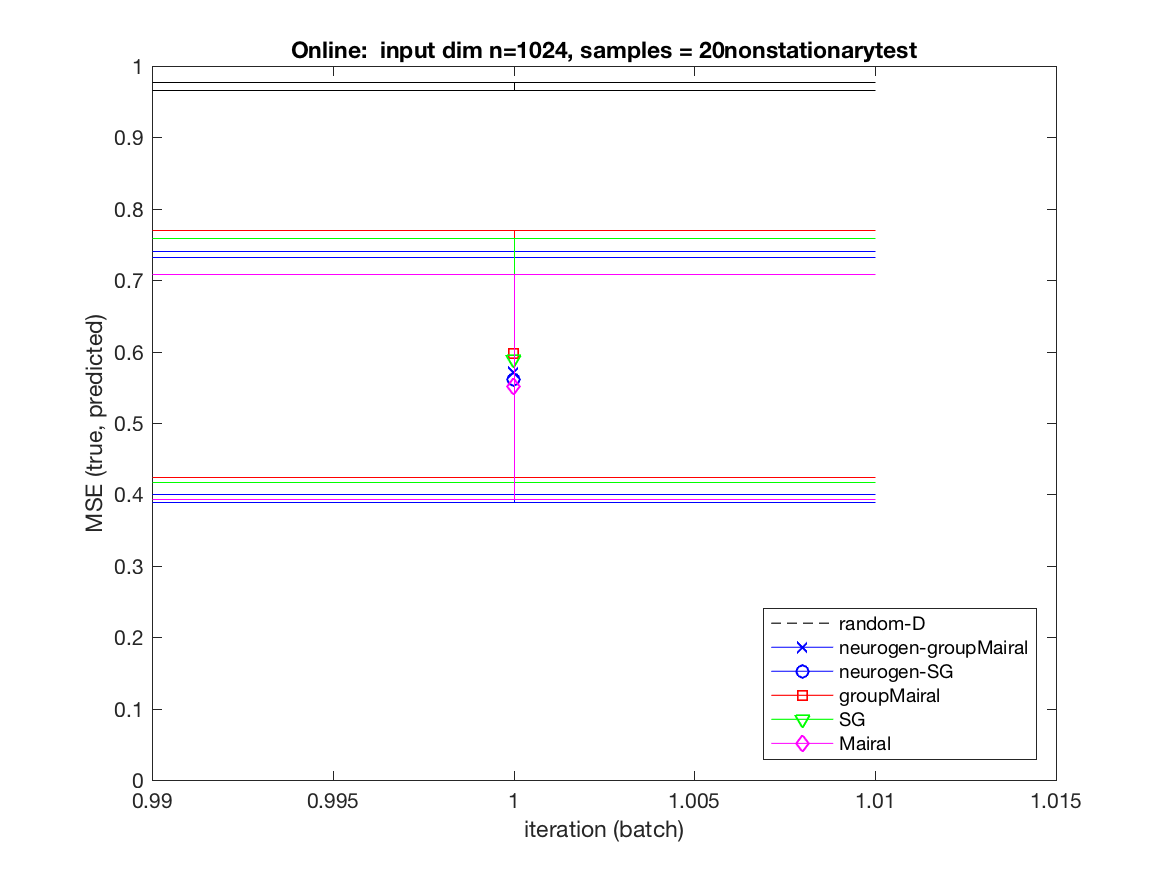 Online:  input dim n=1024, samples = 20nonstationarytest
1
0.9
0.8
0.7
0.6
0.5
0.4
0.3
0.2
0.1
0
MSE (true, predicted)
random-D
neurogen-groupMairal
neurogen-SG
groupMairal
SG
Mairal
0.99 0.995 1 1.005 1.01 1.015
iteration (batch)